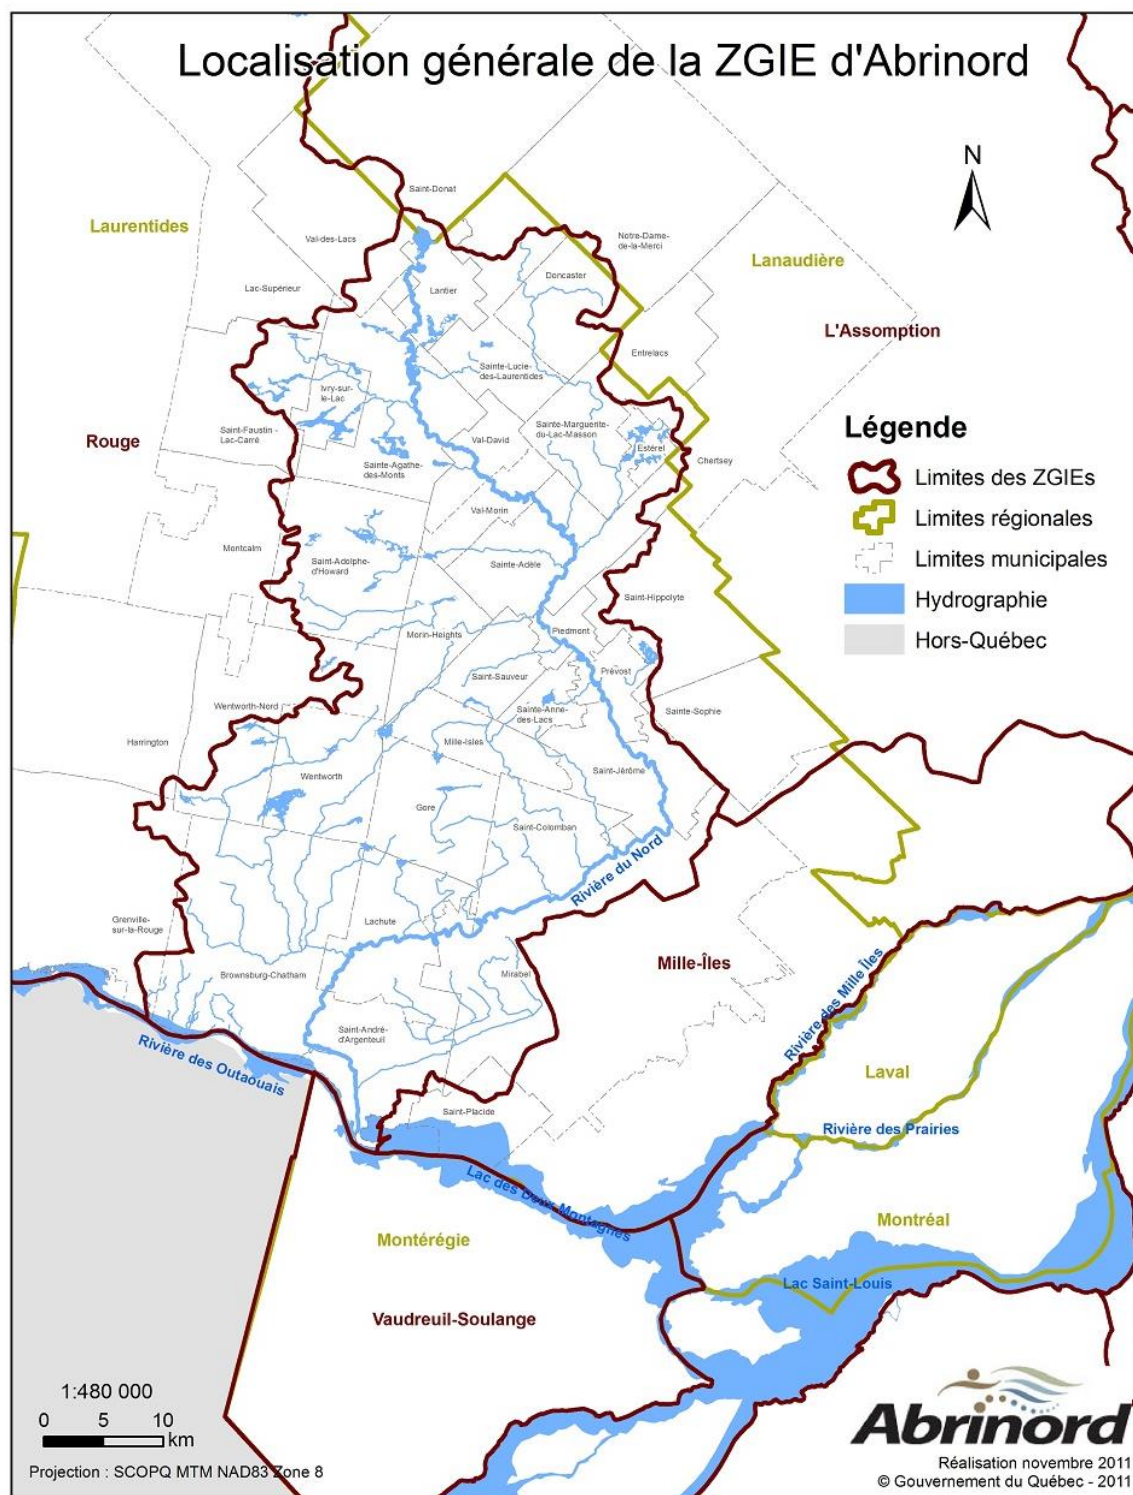 Localisation générale de la ZGIE d'Abrinord
N
Saint-Donat
Laurentides
Val-des-Lacs
Notre-Dame-
de-la-Merci
Lanaudière
Doncaster
Lac-Supérieur
Lantier
L'Assomption
Entrelacs
Sainte-Lucie-
des-Laurentides
Ivry-sur-
le-Lac
Saint-Faustin -
Lac-Carré
Sainte-Marguerite-
du-Lac-Masson
Rouge
Val-David
Estérel
Chertsey
Sainte-Agathe-
des-Monts
Val-Morin
Montcalm
Saint-Adolphe-
d'Howard
Sainte-Adèle
Saint-Hippolyte
Morin-Heights
Piedmont
Saint-Sauveur
Prévost
Wentworth-Nord
Sainte-Anne-
des-Lacs
Sainte-Sophie
Harrington
Mille-Isles
Wentworth
Saint-Jérôme
Gore
Saint-Colomban
Rivière du Nord
Grenville-
sur-la-Rouge
Lachute
Brownsburg-Chatham
Mirabel
Mille-Îles
Rivière des Mille Îles
Saint-André-
d'Argenteuil
Rivière des Outaouais
Laval
Saint-Placide
Rivière des Prairies
Lac des Deux Montagnes
Montérégie
Montréal
Lac Saint-Louis
Vaudreuil-Soulange
Légende
Limites des ZGIEs
Limites régionales
Limites municipales
Hydrographie
Hors-Québec
1:480 000
0 5 10
km
Projection : SCOPQ MTM NAD83 Zone 8
Abrinord
Réalisation novembre 2011
© Gouvernement du Québec - 2011